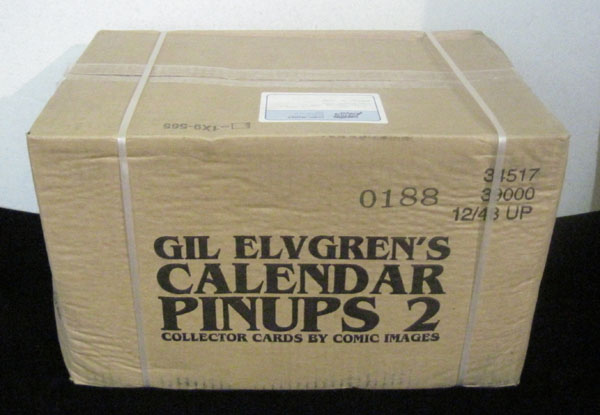 0188
34517
39000
12/48 UP
GIL ELVGREN'S
CALENDAR
PINUPS 2
COLLECTOR CARDS BY COMIC IMAGES